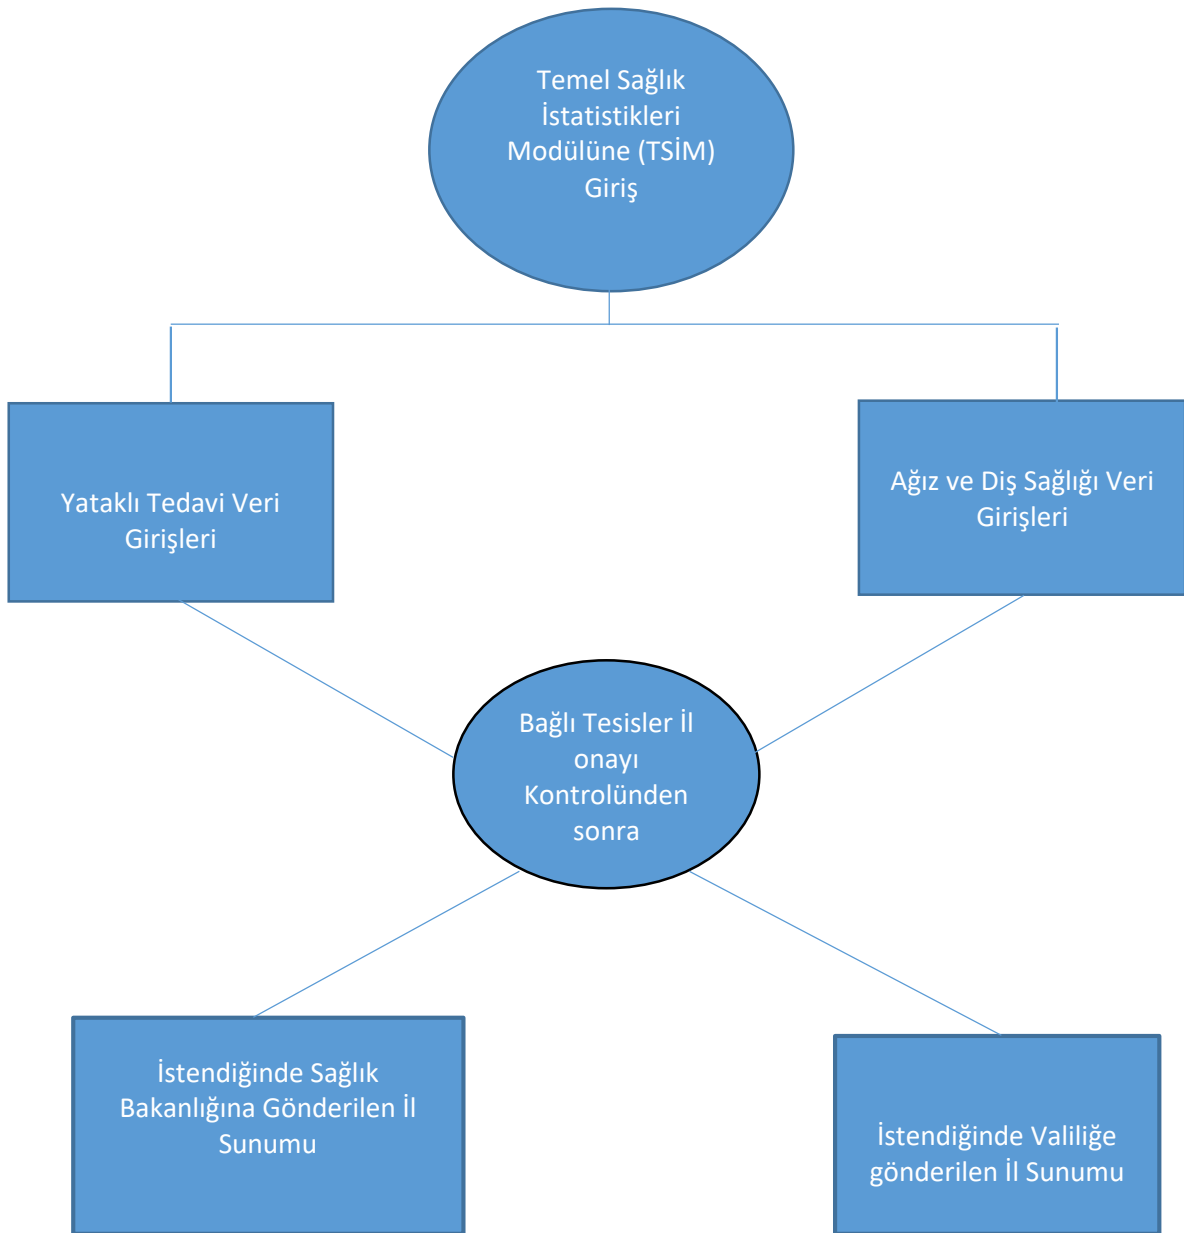 Temel Sağlık
İstatistikleri
Modülüne (TSİM)
Giriş
Yataklı Tedavi Veri
Girişleri
Ağız ve Diş Sağlığı Veri
Girişleri
Bağlı Tesisler İl
onayı
Kontrolünden
sonra
İstendiğinde Sağlık
Bakanlığına Gönderilen İl
Sunumu
İstendiğinde Valiliğe
gönderilen İl Sunumu